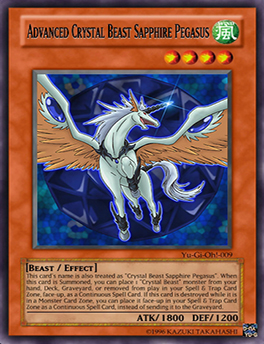 ADVANCED CRYSTAL BEAST SAPPHIRE PEGASUS
風
Yu-Gi-Oh!-009
[BEAST / EFFECT]
This card's name is also treated as "Crystal Beast Sapphire Pegasus". When
this card is Summoned, you can place 1 "Crystal Beast" monster from your
hand, Deck, Graveyard, or removed from play in your Spell & Trap Card
Zone, face-up, as a Continuous Spell Card. If this card is destroyed while it is
in a Monster Card Zone, you can place it face-up in your Spell & Trap Card
Zone as a Continuous Spell Card, instead of sending it to the Graveyard.
ATK/1800 DEF/1200
©1996 KAZUKI TAKAHASHI